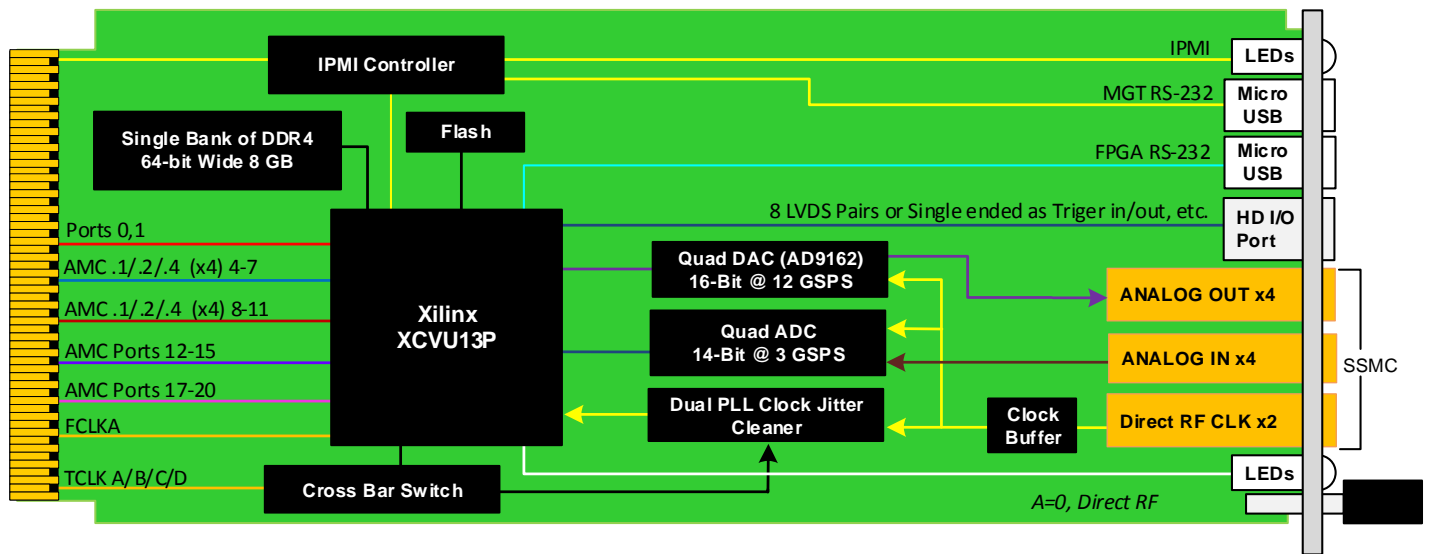 IPMI
LEDs
IPMI Controller
MGT RS-232
Micro
USB
Single Bank of DDR4
64-bit Wide 8 GB
Flash
FPGA RS-232
Micro
USB
8 LVDS Pairs or Single ended as Triger in/out, etc.
HD I/O
Port
Ports 0,1
AMC .1/.2/.4 (x4) 4-7
AMC .1/.2/.4 (x4) 8-11
AMC Ports 12-15
AMC Ports 17-20
FCLKA
TCLK A/B/C/D
Xilinx
XCVU13P
Quad DAC (AD9162)
16-Bit @ 12 GSPS
Quad ADC
14-Bit @ 3 GSPS
Dual PLL Clock Jitter
Cleaner
Clock
Buffer
ANALOG OUT x4
ANALOG IN x4
Direct RF CLK x2
SSMC
Cross Bar Switch
LEDs
A=0, Direct RF